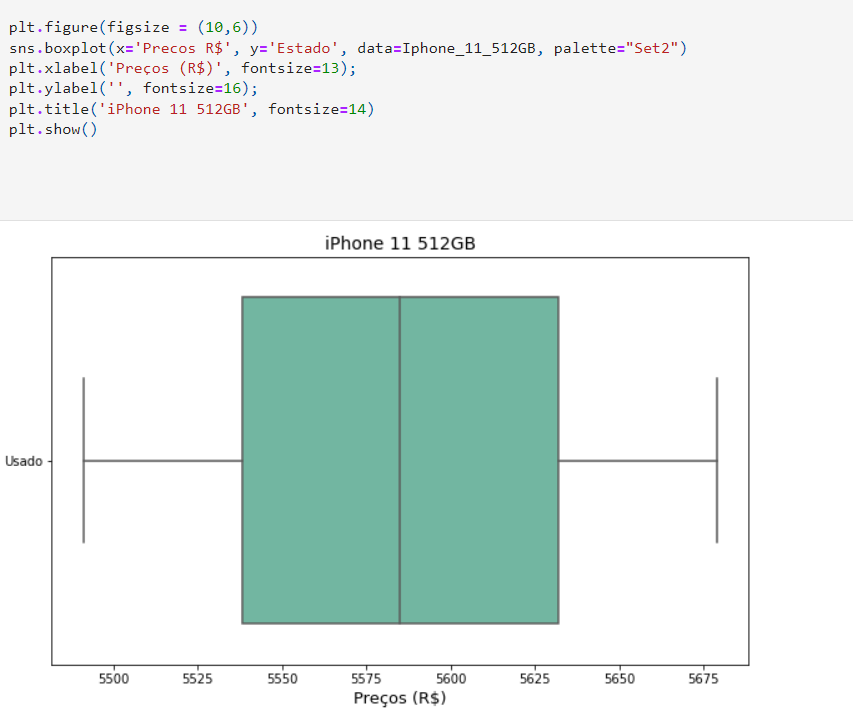 plt.figure(figsize = (10,6))
sns.boxplot(x='Precos R$', y='Estado', data=Iphone_11_512GB, palette="Set2")
plt.xlabel('Preços (R$)', fontsize=13);
plt.ylabel('', fontsize=16);
plt.title('iPhone 11 512GB', fontsize=14)
plt.show()
iPhone 11 512GB
Usado
5500 5525 5550 5575 5600 5625 5650 5675
Preços (R$)